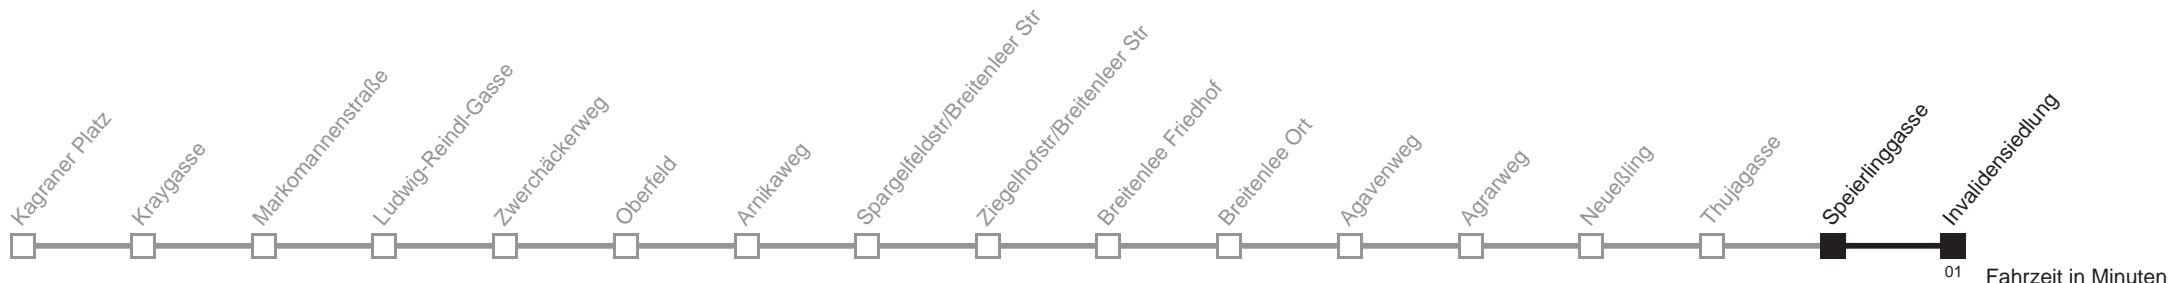 Kagraner Platz
Kraygasse
Markomannenstraße
Ludwig-Reindl-Gasse
Zwerchäckerweg
Oberfeld
Arnikaweg
Spargelfeldstr/Breitenleer Str
Ziegelhofstr/Breitenleer Str
Breitenlee Friedhof
Breitenlee Ort
Agavenweg
Agrarweg
Neueßling
Thujagasse
Speierlinggasse
Invalidensiedlung
01
Fahrzeit in Minuten